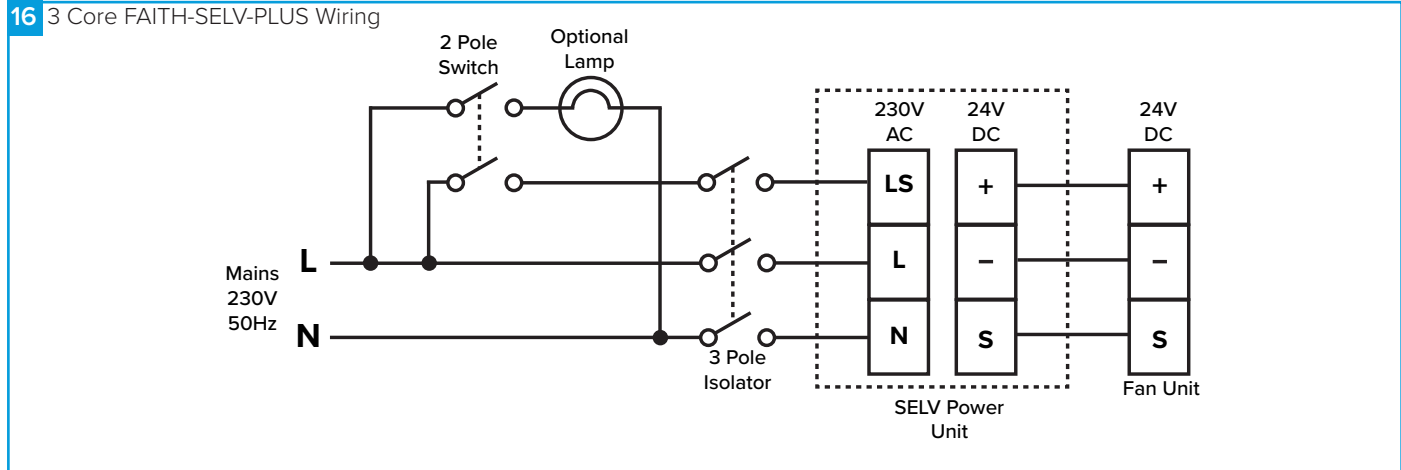 16 3 Core FAITH-SELV-PLUS Wiring
2 Pole
Switch
Optional
Lamp
230V
AC
24V
DC
24V
DC
LS
+
+
L
–
–
N
S
S
Mains
230V
50Hz
L
N
3 Pole
Isolator
SELV Power
Unit
Fan Unit